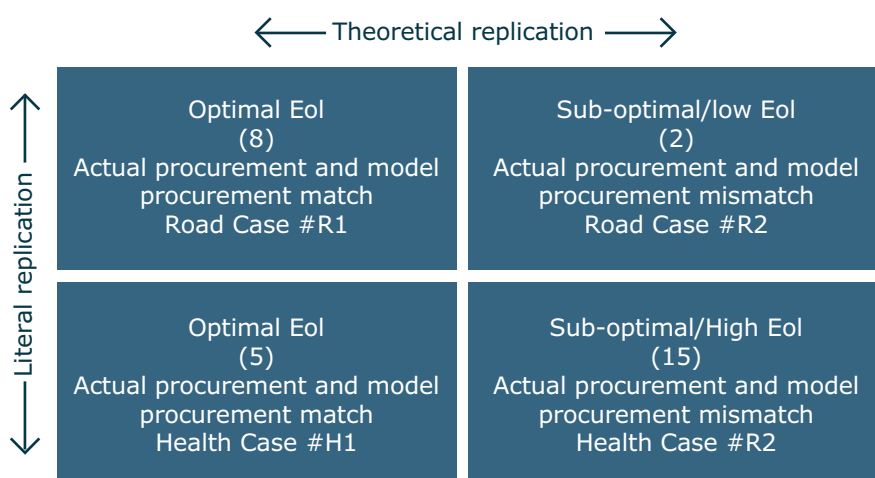 Theoretical replication
Literal replication
Optimal EoI
(8)
Actual procurement and model
procurement match
Road Case #R1
Sub-optimal/low EoI
(2)
Actual procurement and model
procurement mismatch
Road Case #R2
Optimal EoI
(5)
Actual procurement and model
procurement match
Health Case #H1
Sub-optimal/High EoI
(15)
Actual procurement and model
procurement mismatch
Health Case #R2